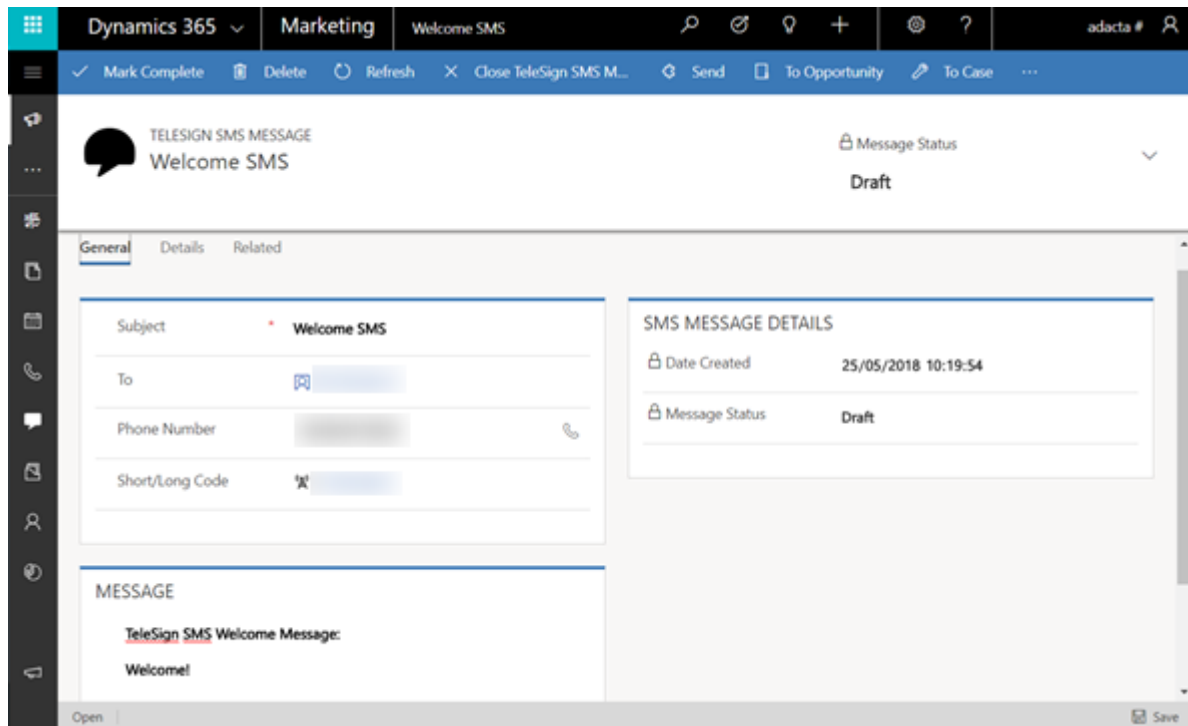 Dynamics 365 Marketing Welcome SMS adacta #
Mark Complete Delete Refresh Close TeleSign SMS M... Send To Opportunity To Case ...
TELESIGN SMS MESSAGE
Welcome SMS
Message Status
Draft
General Details Related
Subject * Welcome SMS
To
Phone Number
Short/Long Code
SMS MESSAGE DETAILS
Date Created 25/05/2018 10:19:54
Message Status Draft
MESSAGE
TeleSign SMS Welcome Message:
Welcome!
Open Save